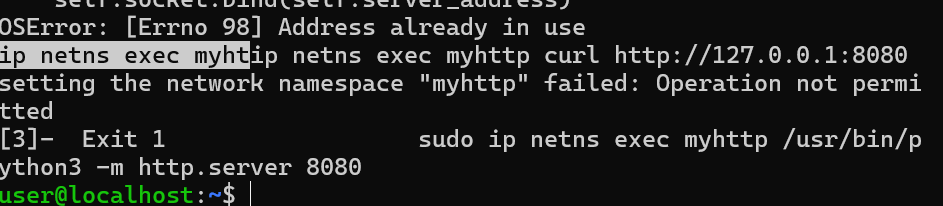 self.socket.bind(self.server_address)
OSError: [Errno 98] Address already in use
ip netns exec myhtip netns exec myhttp curl http://127.0.0.1:8080
setting the network namespace "myhttp" failed: Operation not permi
tted
[3]-  Exit 1                  sudo ip netns exec myhttp /usr/bin/p
ython3 -m http.server 8080
user@localhost:~$